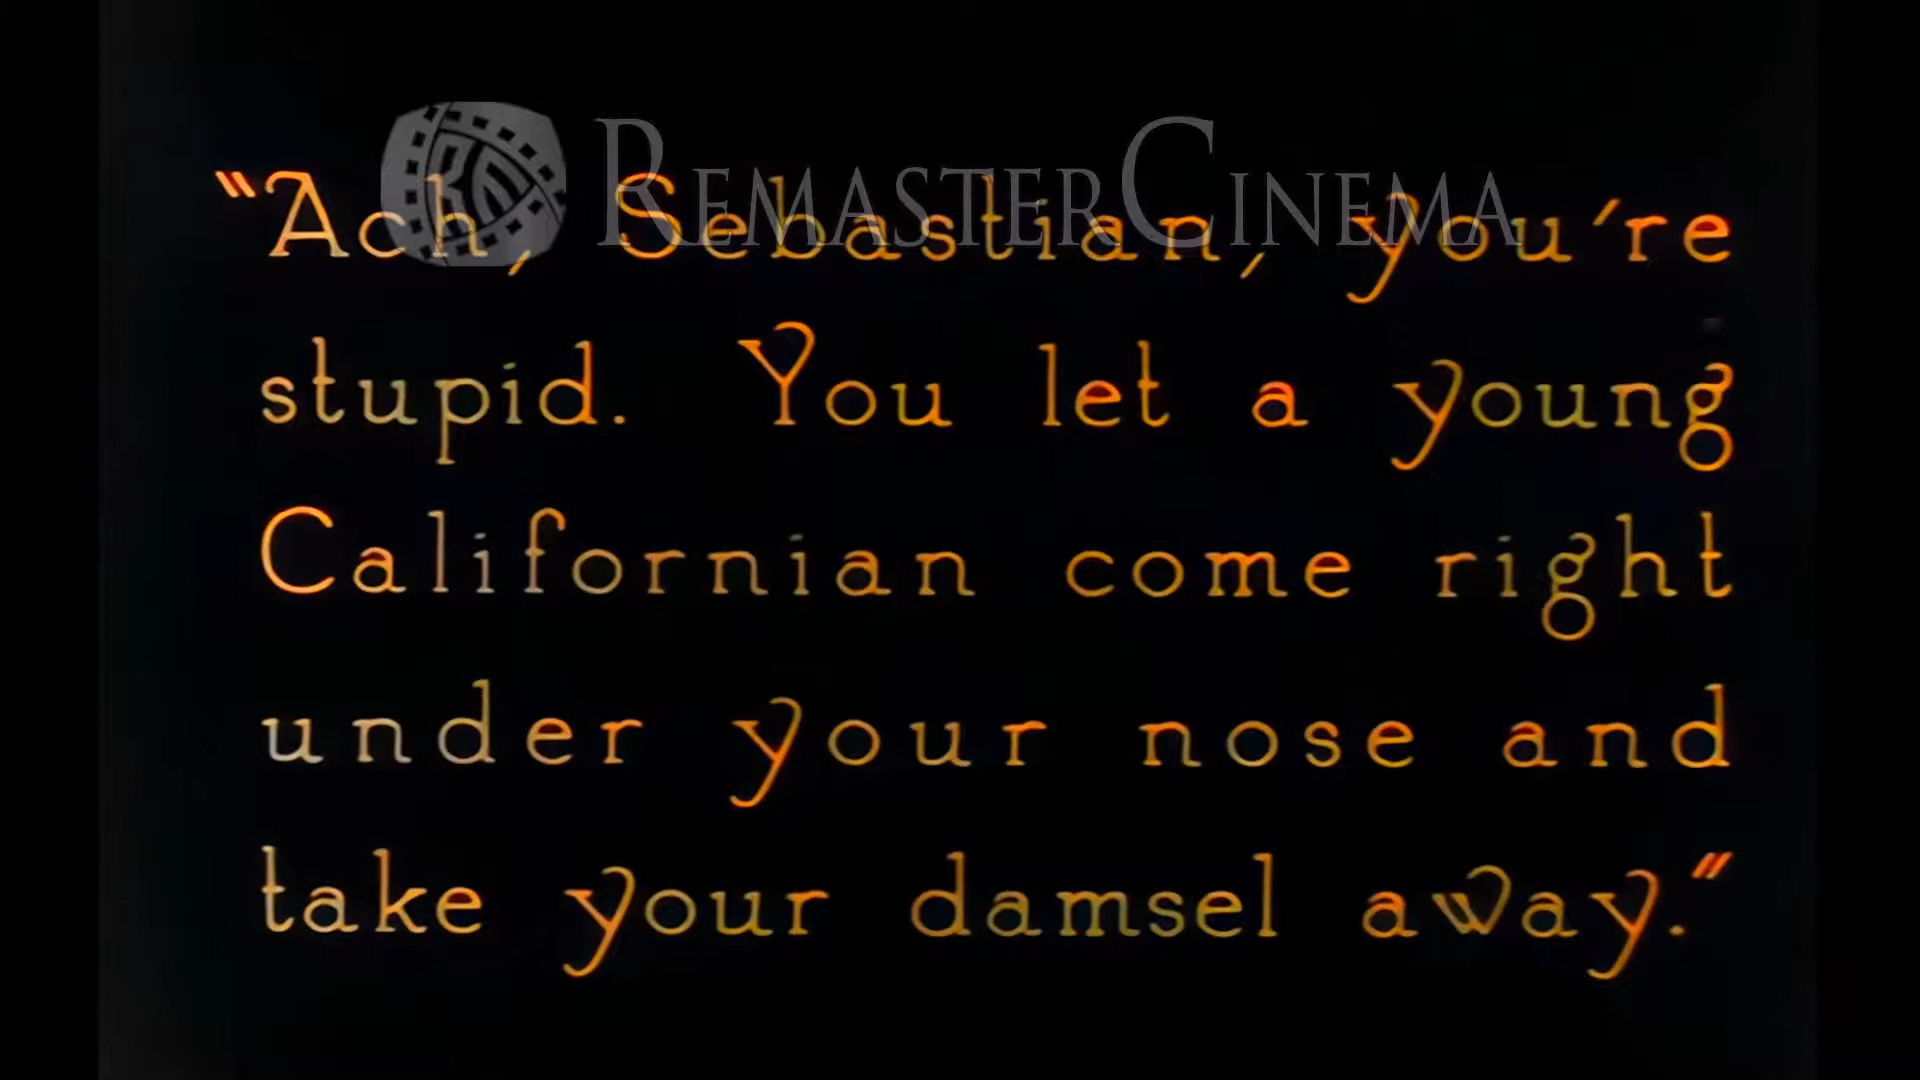 REMASTERCINEMA
"Ach, Sebastian, you're
stupid. You let a young
Californian come right
under your nose and
take your damsel away."